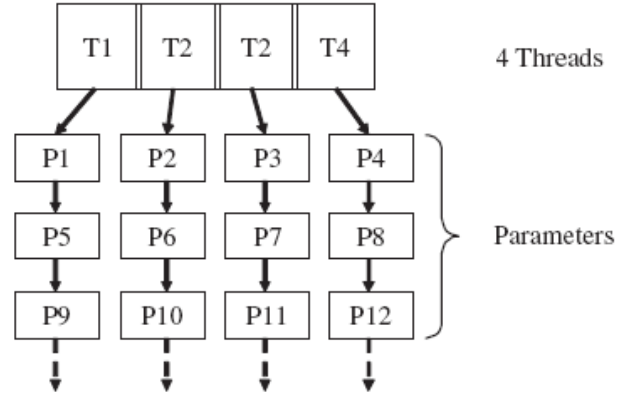 T1 T2 T2 T4 4 Threads
P1 P2 P3 P4
P5 P6 P7 P8 Parameters
P9 P10 P11 P12